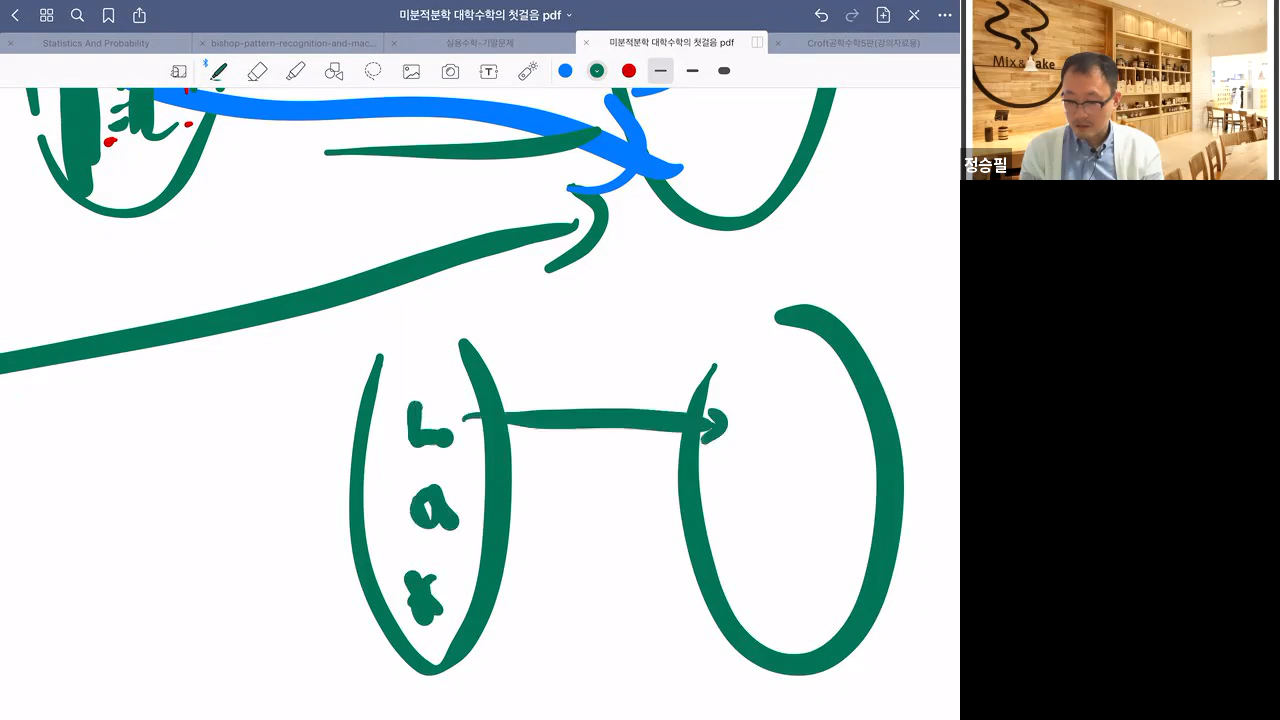 미분적분학 대학수학의 첫걸음 pdf
Statistics And Probability
bishop-pattern-recognition-and-mac...
실용수학-기말문제
미분적분학 대학수학의 첫걸음 pdf
Croft공학수학5판(강의자료용)
T
정승필
h
a
x